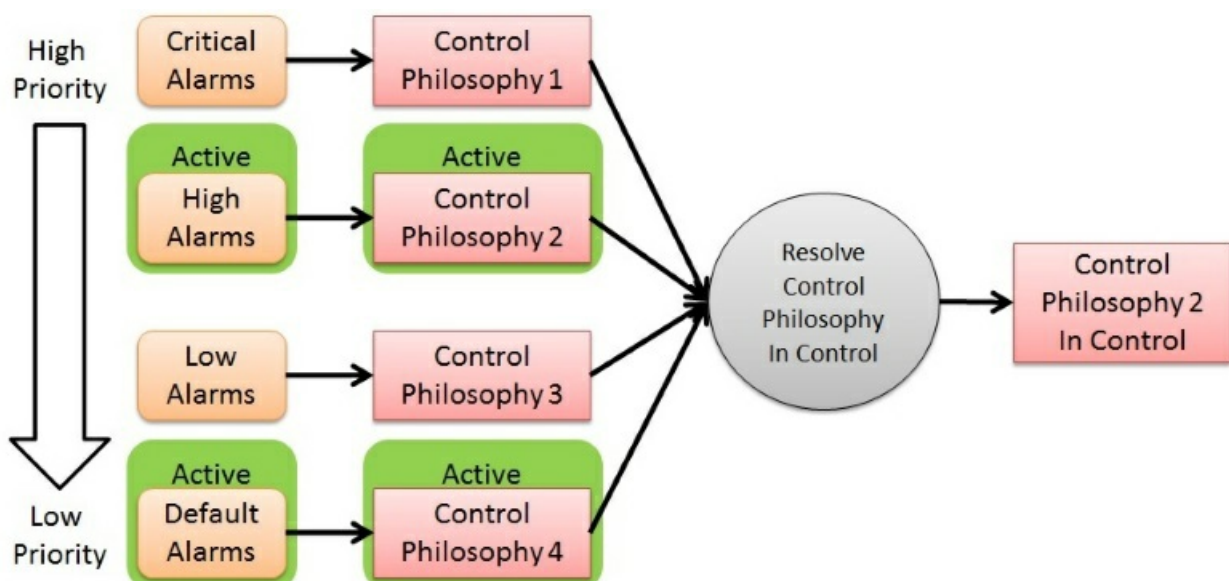 High
Priority
Critical
Alarms
Control
Philosophy 1
Active
High
Alarms
Active
Control
Philosophy 2
Low
Alarms
Control
Philosophy 3
Active
Default
Alarms
Active
Control
Philosophy 4
Low
Priority
Resolve
Control
Philosophy
In Control
Control
Philosophy 2
In Control